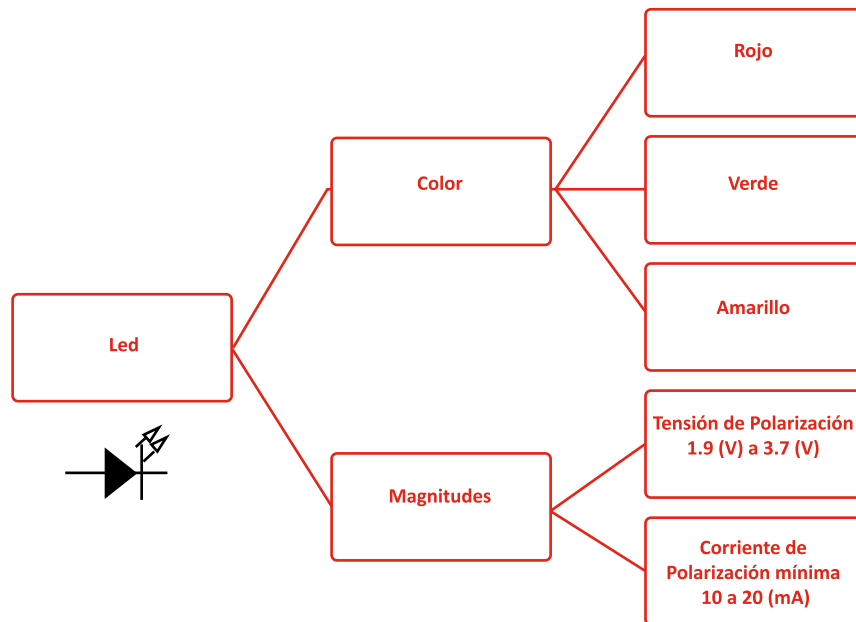 Rojo
Color
Verde
Amarillo
Led
Tensión de Polarización
1.9 (V) a 3.7 (V)
Magnitudes
Corriente de
Polarización mínima
10 a 20 (mA)